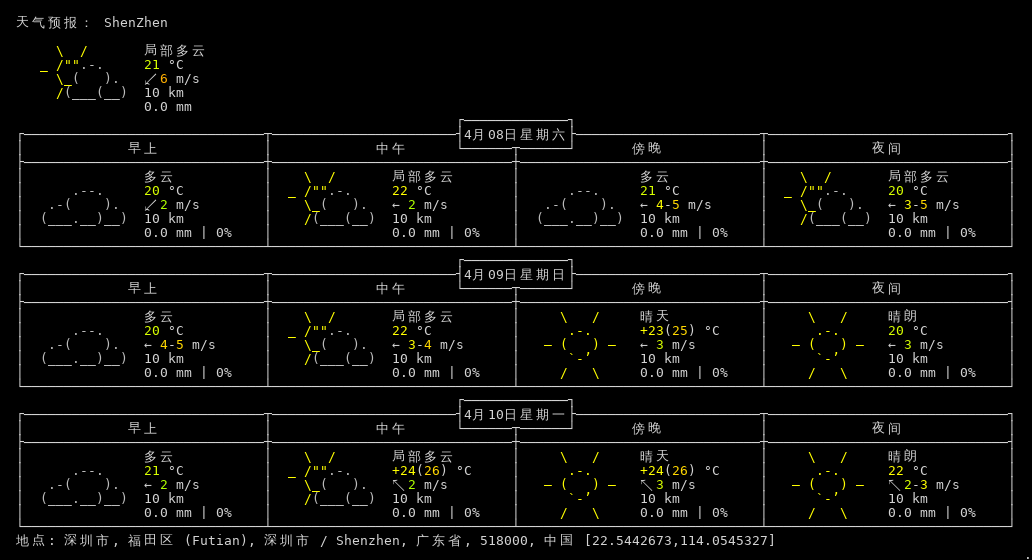 天气预报： ShenZhen
局部多云
21 °C
↙ 6 m/s
10 km
0.0 mm
4月08日星期六
早上 中午 傍晚 夜间
多云 局部多云 多云 局部多云
20 °C 22 °C 21 °C 20 °C
↙ 2 m/s ← 2 m/s ← 4-5 m/s ← 3-5 m/s
10 km 10 km 10 km 10 km
0.0 mm | 0% 0.0 mm | 0% 0.0 mm | 0% 0.0 mm | 0%
4月09日星期日
早上 中午 傍晚 夜间
多云 局部多云 晴天 晴朗
20 °C 22 °C +23(25) °C 20 °C
← 4-5 m/s ← 3-4 m/s ← 3 m/s ← 3 m/s
10 km 10 km 10 km 10 km
0.0 mm | 0% 0.0 mm | 0% 0.0 mm | 0% 0.0 mm | 0%
4月10日星期一
早上 中午 傍晚 夜间
多云 局部多云 晴天 晴朗
21 °C +24(26) °C +24(26) °C 22 °C
← 2 m/s ↖ 2 m/s ↖ 3 m/s ↖ 2-3 m/s
10 km 10 km 10 km 10 km
0.0 mm | 0% 0.0 mm | 0% 0.0 mm | 0% 0.0 mm | 0%
地点: 深圳市, 福田区 (Futian), 深圳市 / Shenzhen, 广东省, 518000, 中国 [22.5442673,114.0545327]